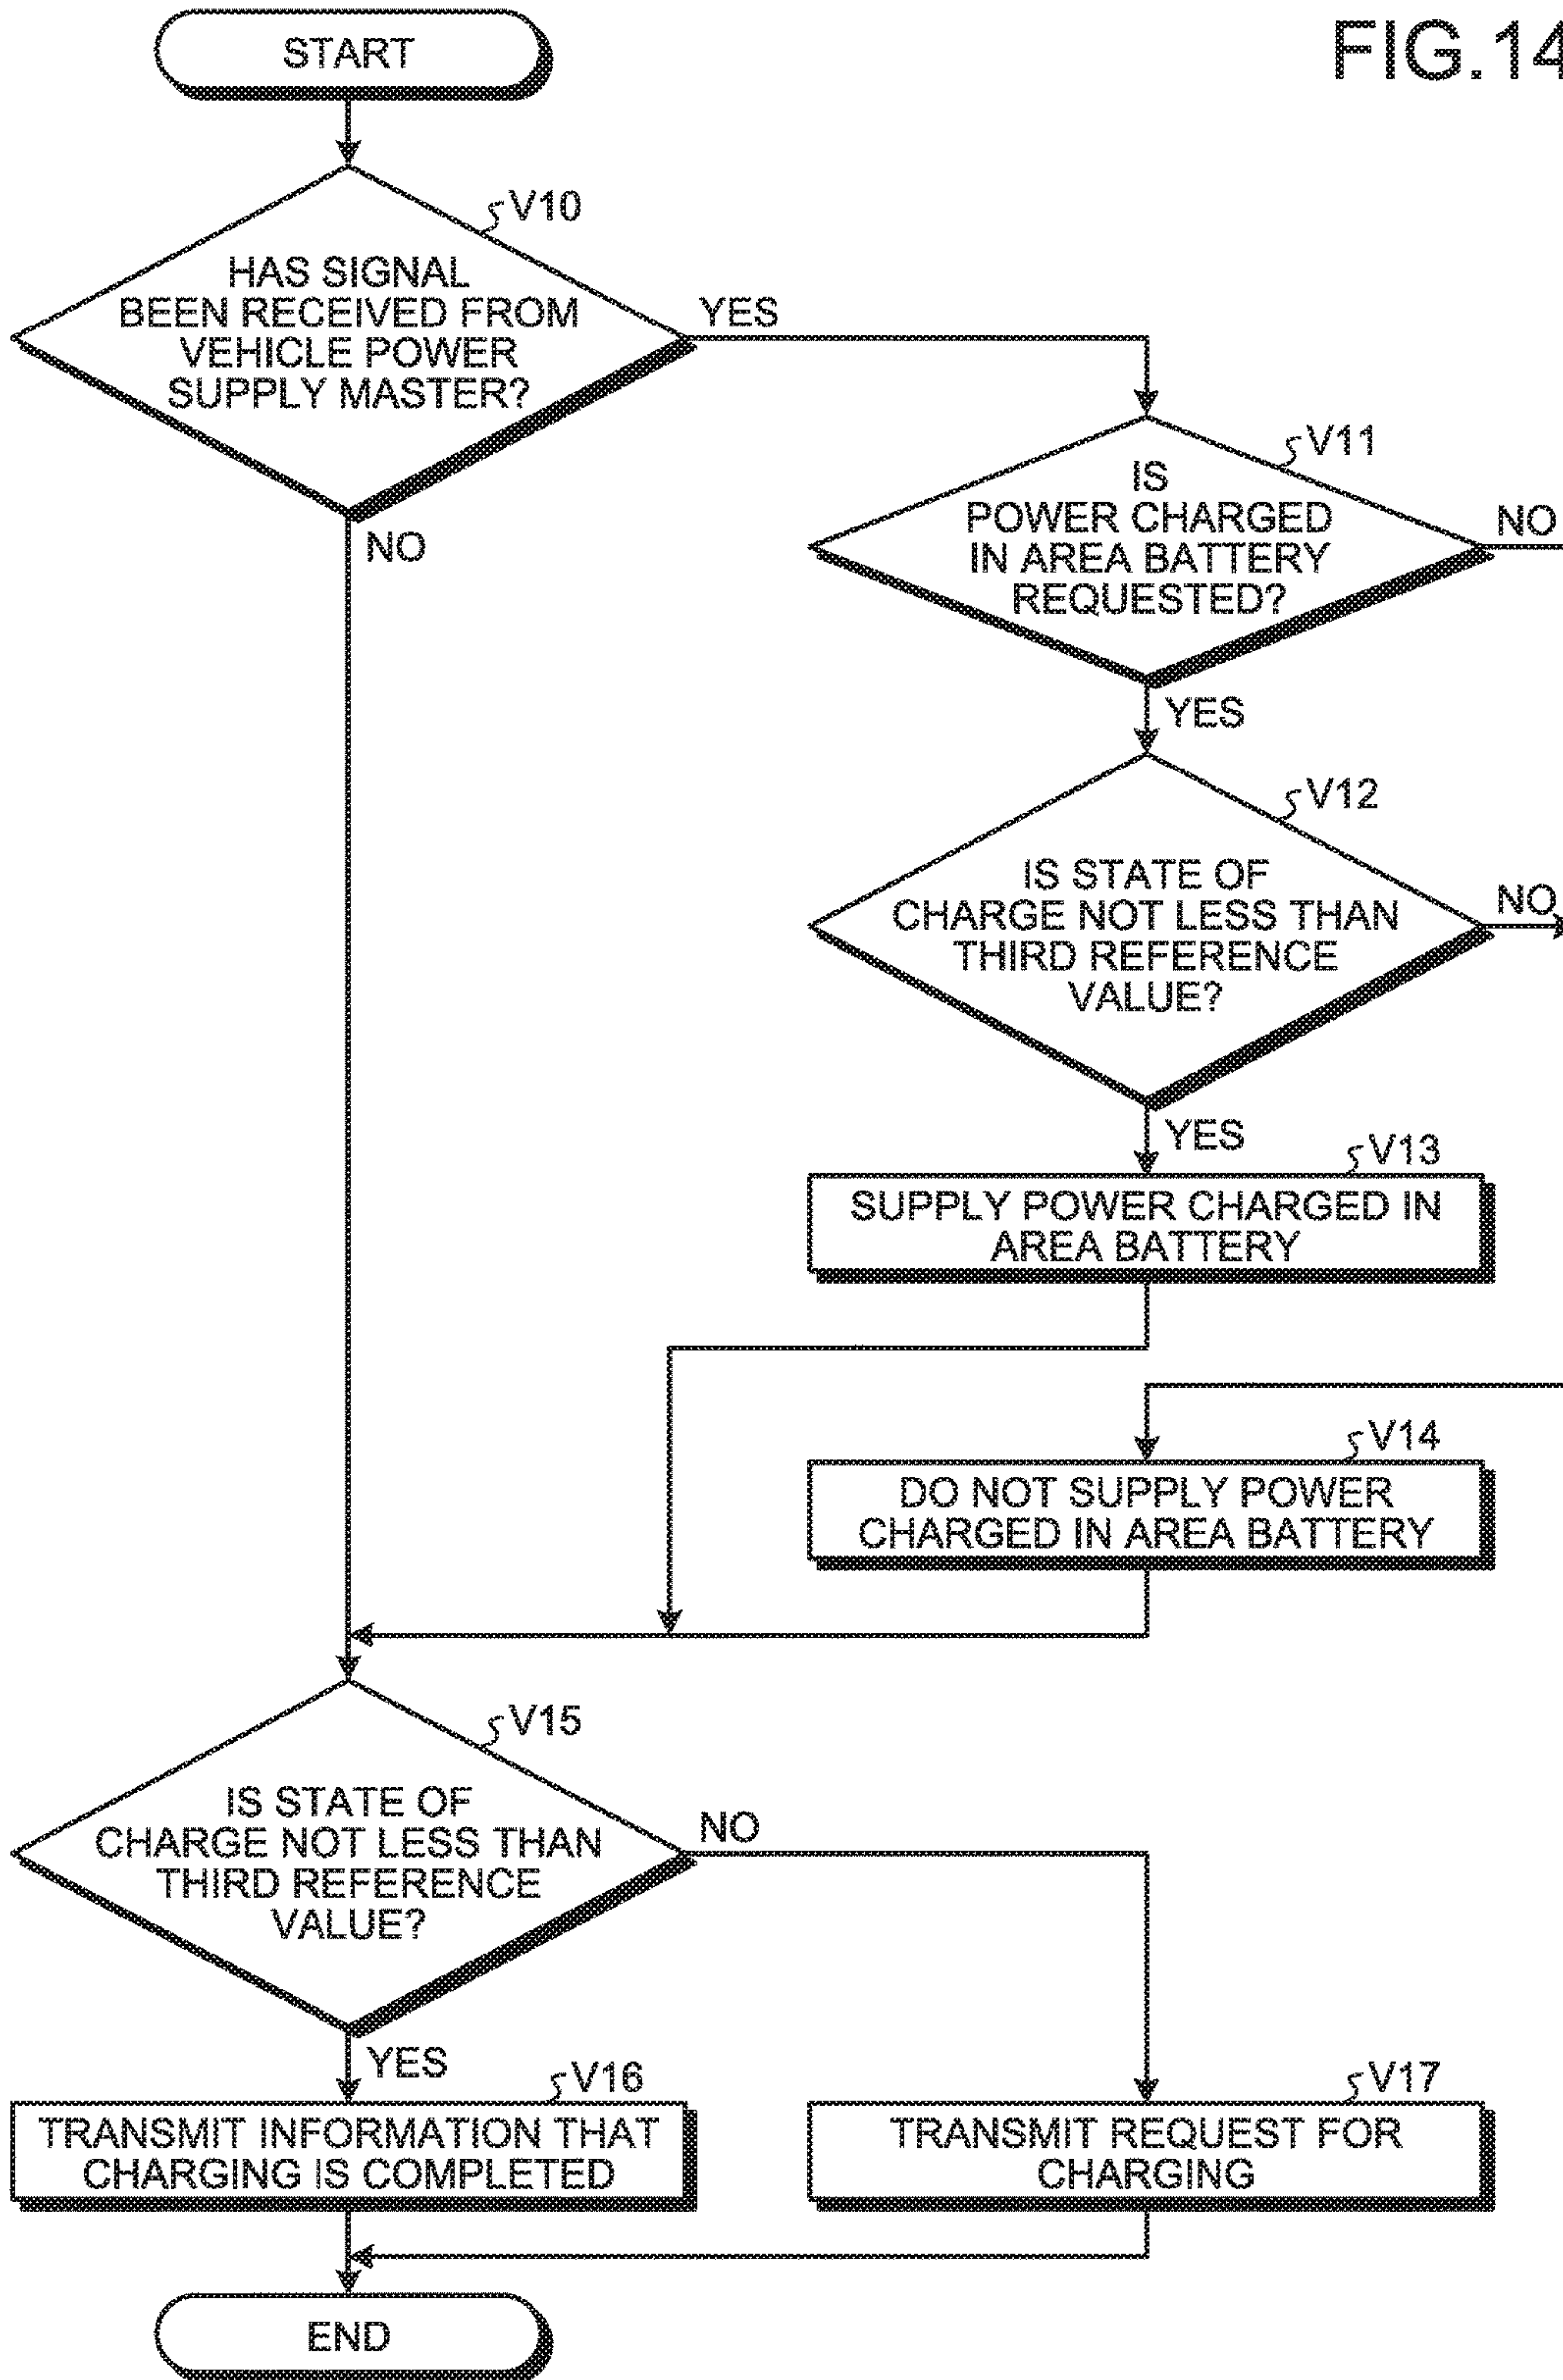 FIG.14
START
V10
HAS SIGNAL
BEEN RECEIVED FROM
VEHICLE POWER
SUPPLY MASTER?
YES
NO
V11
IS
POWER CHARGED
IN AREA BATTERY
REQUESTED?
NO
YES
V12
IS STATE OF
CHARGE NOT LESS THAN
THIRD REFERENCE
VALUE?
NO
YES
V13
SUPPLY POWER CHARGED IN
AREA BATTERY
V14
DO NOT SUPPLY POWER
CHARGED IN AREA BATTERY
V15
IS STATE OF
CHARGE NOT LESS THAN
THIRD REFERENCE
VALUE?
NO
YES
V16
TRANSMIT INFORMATION THAT
CHARGING IS COMPLETED
V17
TRANSMIT REQUEST FOR
CHARGING
END